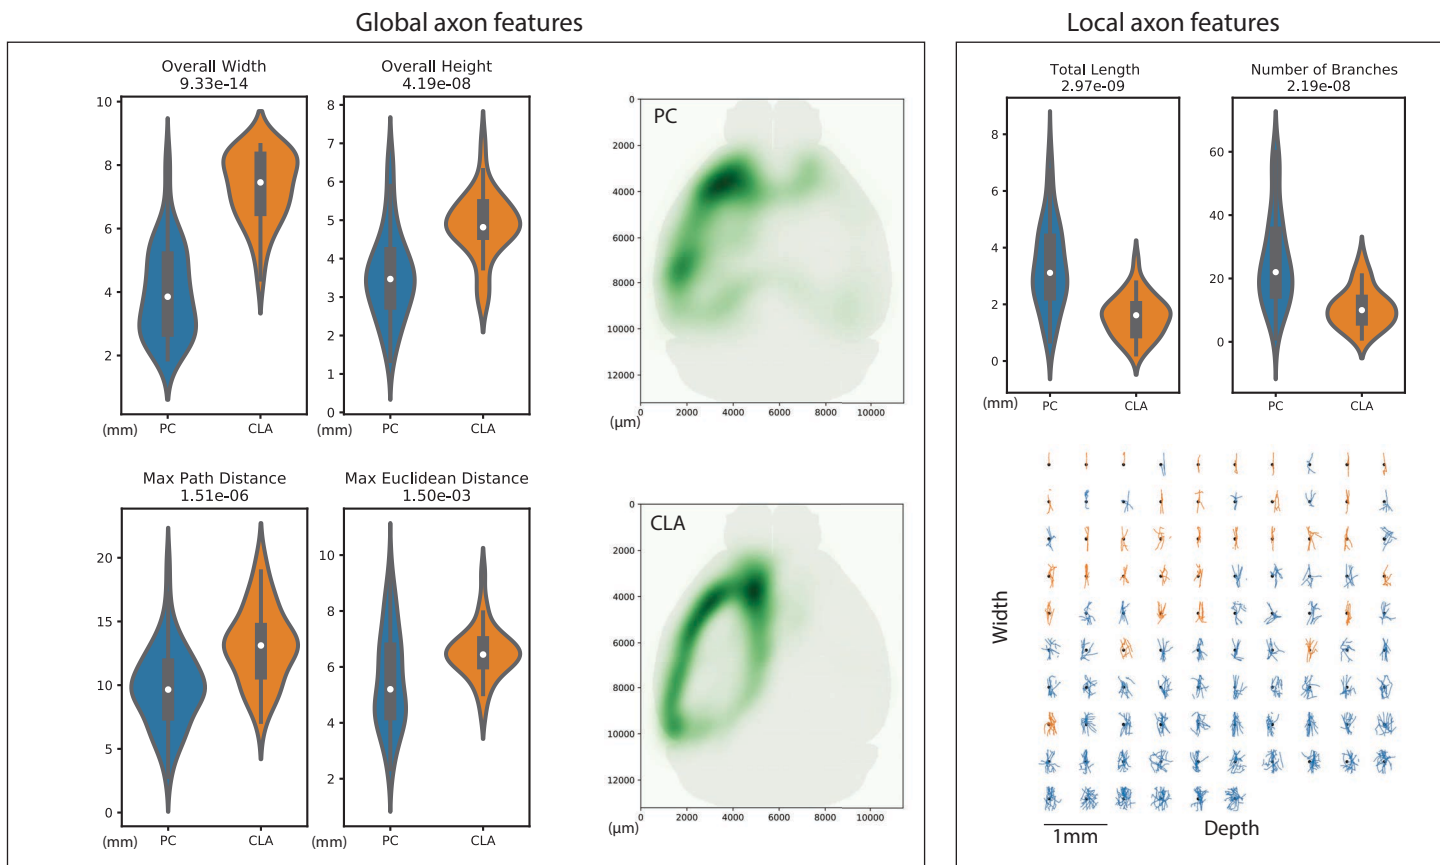 Global axon features
Local axon features
Overall Width
9.33e-14
10
8
6
4
2
(mm)
PC
CLA
Overall Height
4.19e-08
8
7
6
5
4
3
2
1
0
(mm)
PC
CLA
PC
0
2000
4000
6000
8000
10000
12000
0
2000
4000
6000
8000
10000
(μm)
Total Length
2.97e-09
8
6
4
2
0
(mm)
PC
CLA
Number of Branches
2.19e-08
60
40
20
0
PC
CLA
Max Path Distance
1.51e-06
20
15
10
5
0
(mm)
PC
CLA
Max Euclidean Distance
1.50e-03
10
8
6
4
2
(mm)
PC
CLA
CLA
0
2000
4000
6000
8000
10000
12000
0
2000
4000
6000
8000
10000
(μm)
Width
1mm
Depth